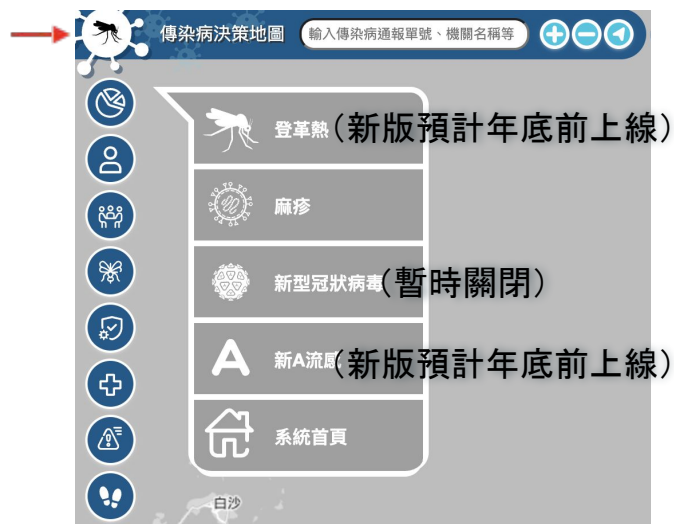 傳染病決策地圖
輸入傳染病通報單號、機關名稱等
登革熱(新版預計年底前上線)
麻疹
新型冠狀病毒(暫時關閉)
A 新A流感(新版預計年底前上線)
系統首頁
白沙